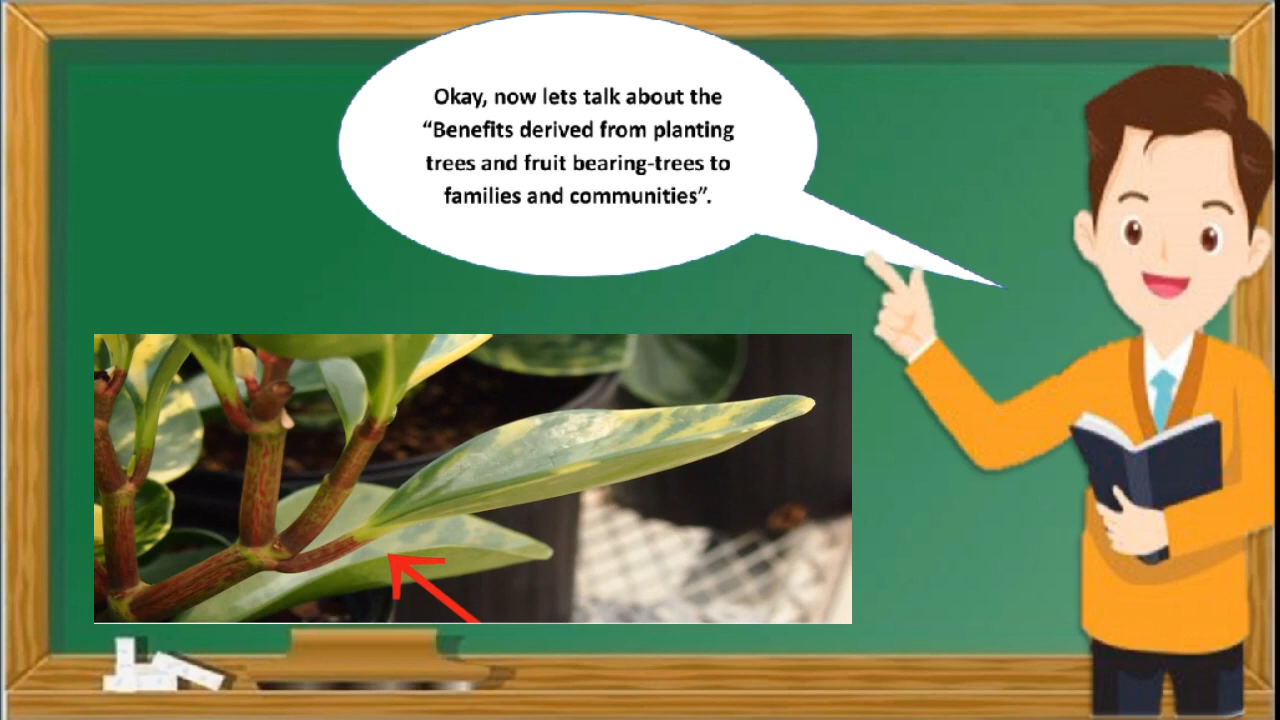 Okay, now lets talk about the
“Benefits derived from planting
trees and fruit bearing-trees to
families and communities”.